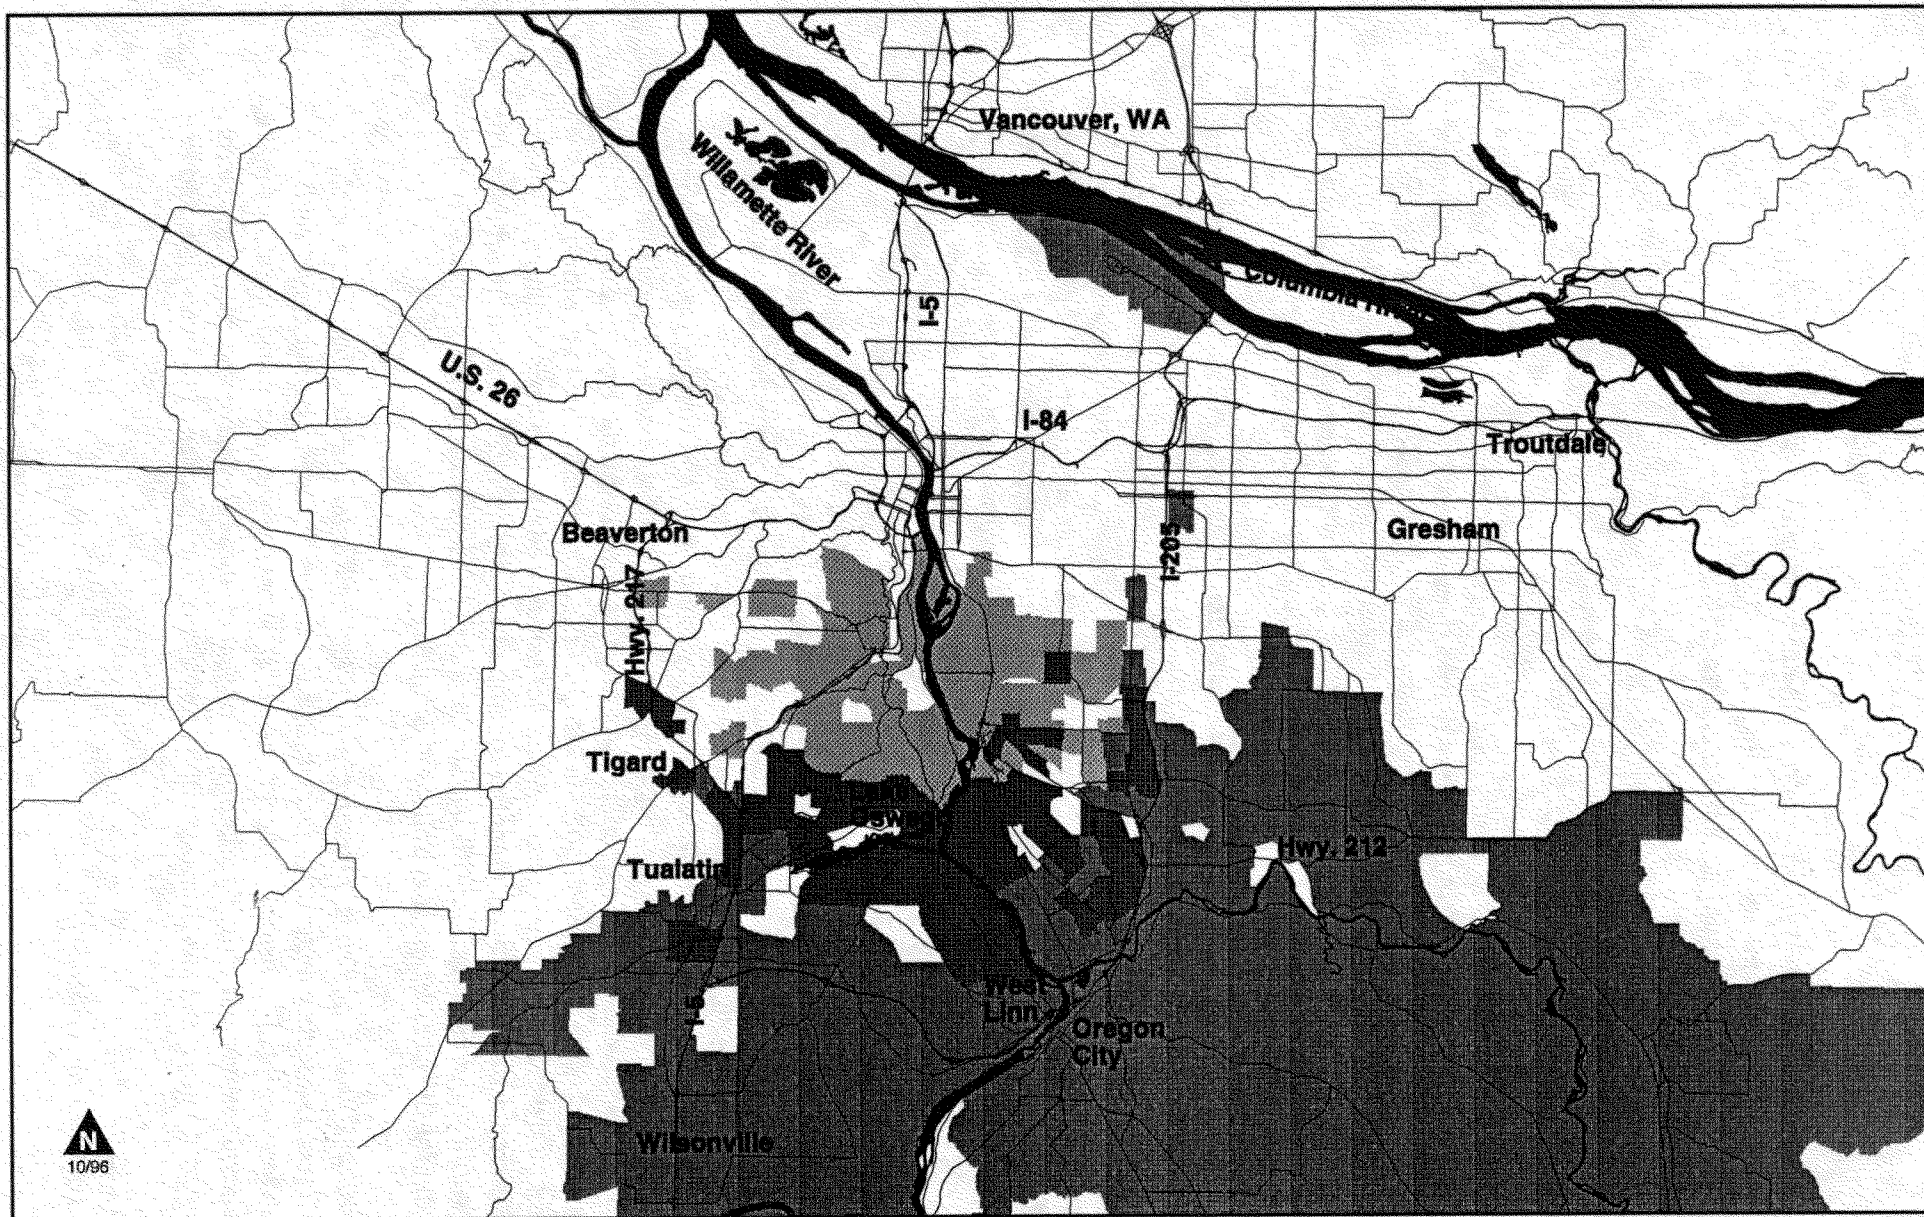 Vancouver, WA
Willamette River
Columbia River
I-5
U.S. 26
I-84
Troutdale
Beaverton
Gresham
I-205
Hwy. 217
Tigard
Hwy. 212
Tualatin
I-5
West
Linn
Oregon
City
Wilsonville
N
10/96